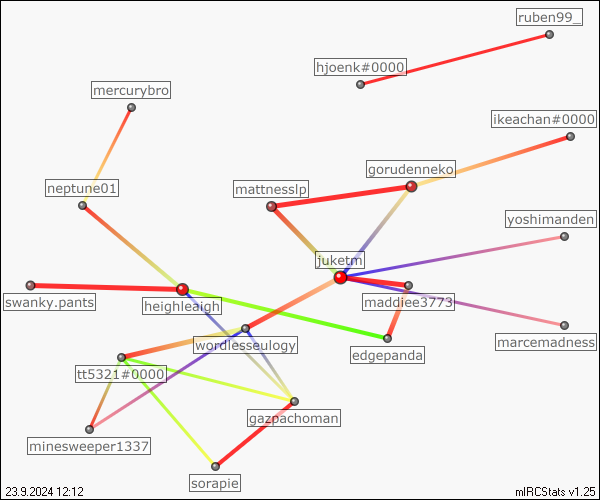 ruben99_
hjoenk#0000
mercurybro
ikeachan#0000
gorudenneko
neptune01
mattnesslp
yoshimanden
juketm
swanky.pants
heighleaigh
maddiee3773
wordlesseulogy
marcemadness
edgepanda
tt5321#0000
gazpachoman
minesweeper1337
sorapie
23.9.2024 12:12
mIRCStats v1.25